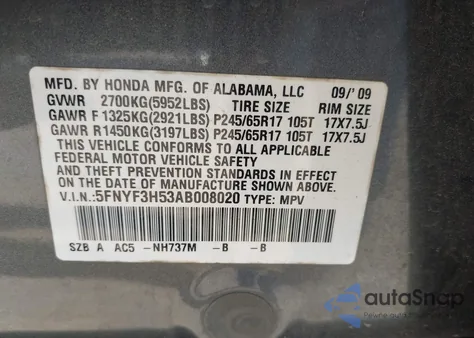 MFD. BY HONDA MFG. OF ALABAMA, LLC 09/'09
GVWR 2700KG(5952LBS) TIRE SIZE RIM SIZE
GAWR F 1325KG(2921LBS) P245/65R17 105T 17X7.5J
GAWR R 1450KG(3197LBS) P245/65R17 105T 17X7.5J
THIS VEHICLE CONFORMS TO ALL APPLICABLE
FEDERAL MOTOR VEHICLE SAFETY
AND THEFT PREVENTION STANDARDS IN EFFECT
ON THE DATE OF MANUFACTURE SHOWN ABOVE.
V.I.N.:5FNYF3H53AB008020 TYPE: MPV
SZB A AC5 -NH737M -B -B
autoSnap